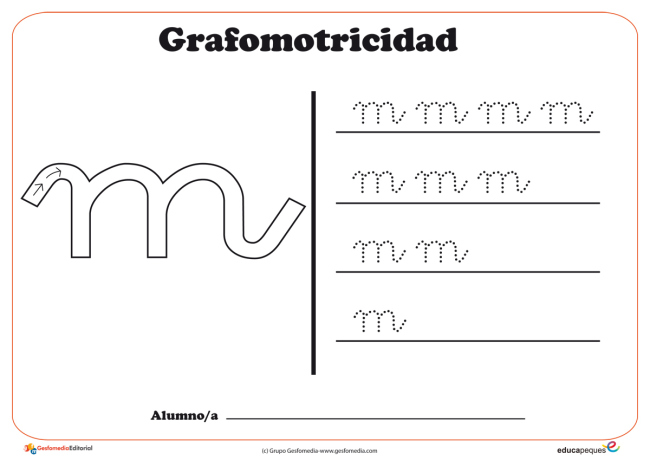 Grafomotricidad
m
m m m m
m m m
m m
m
Alumno/a
GesfomediaEditorial
(c) Grupo Gesfomedia-www.gesfomedia.com
educapeques